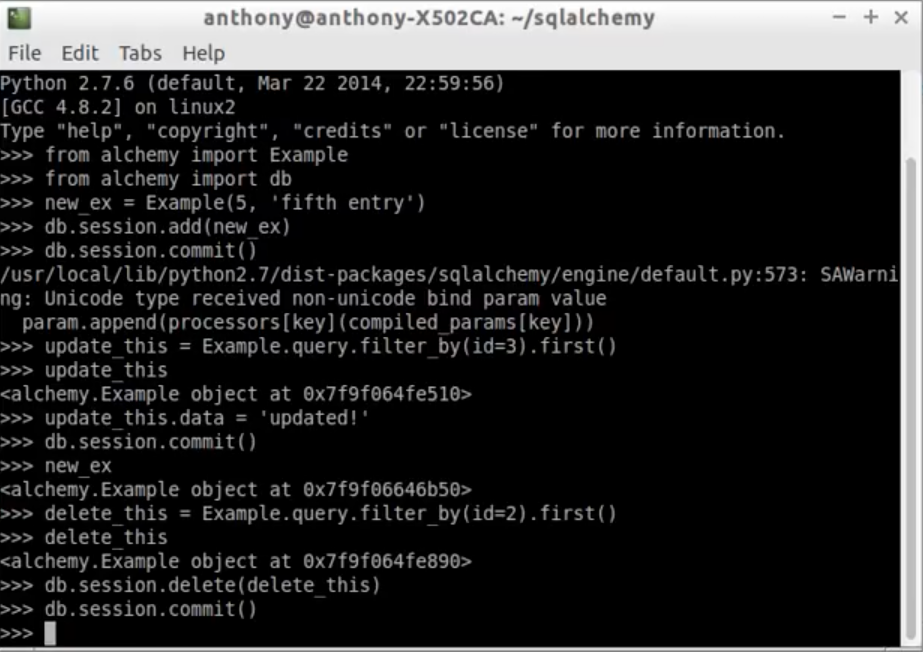 anthony@anthony-X502CA: ~/sqlalchemy
File Edit Tabs Help
Python 2.7.6 (default, Mar 22 2014, 22:59:56)
[GCC 4.8.2] on linux2
Type "help", "copyright", "credits" or "license" for more information.
>>> from alchemy import Example
>>> from alchemy import db
>>> new_ex = Example(5, 'fifth entry')
>>> db.session.add(new_ex)
>>> db.session.commit()
/usr/local/lib/python2.7/dist-packages/sqlalchemy/engine/default.py:573: SAWarni
ng: Unicode type received non-unicode bind param value
  param.append(processors[key](compiled_params[key]))
>>> update_this = Example.query.filter_by(id=3).first()
>>> update_this
<alchemy.Example object at 0x7f9f064fe510>
>>> update_this.data = 'updated!'
>>> db.session.commit()
>>> new_ex
<alchemy.Example object at 0x7f9f06646b50>
>>> delete_this = Example.query.filter_by(id=2).first()
>>> delete_this
<alchemy.Example object at 0x7f9f064fe890>
>>> db.session.delete(delete_this)
>>> db.session.commit()
>>>